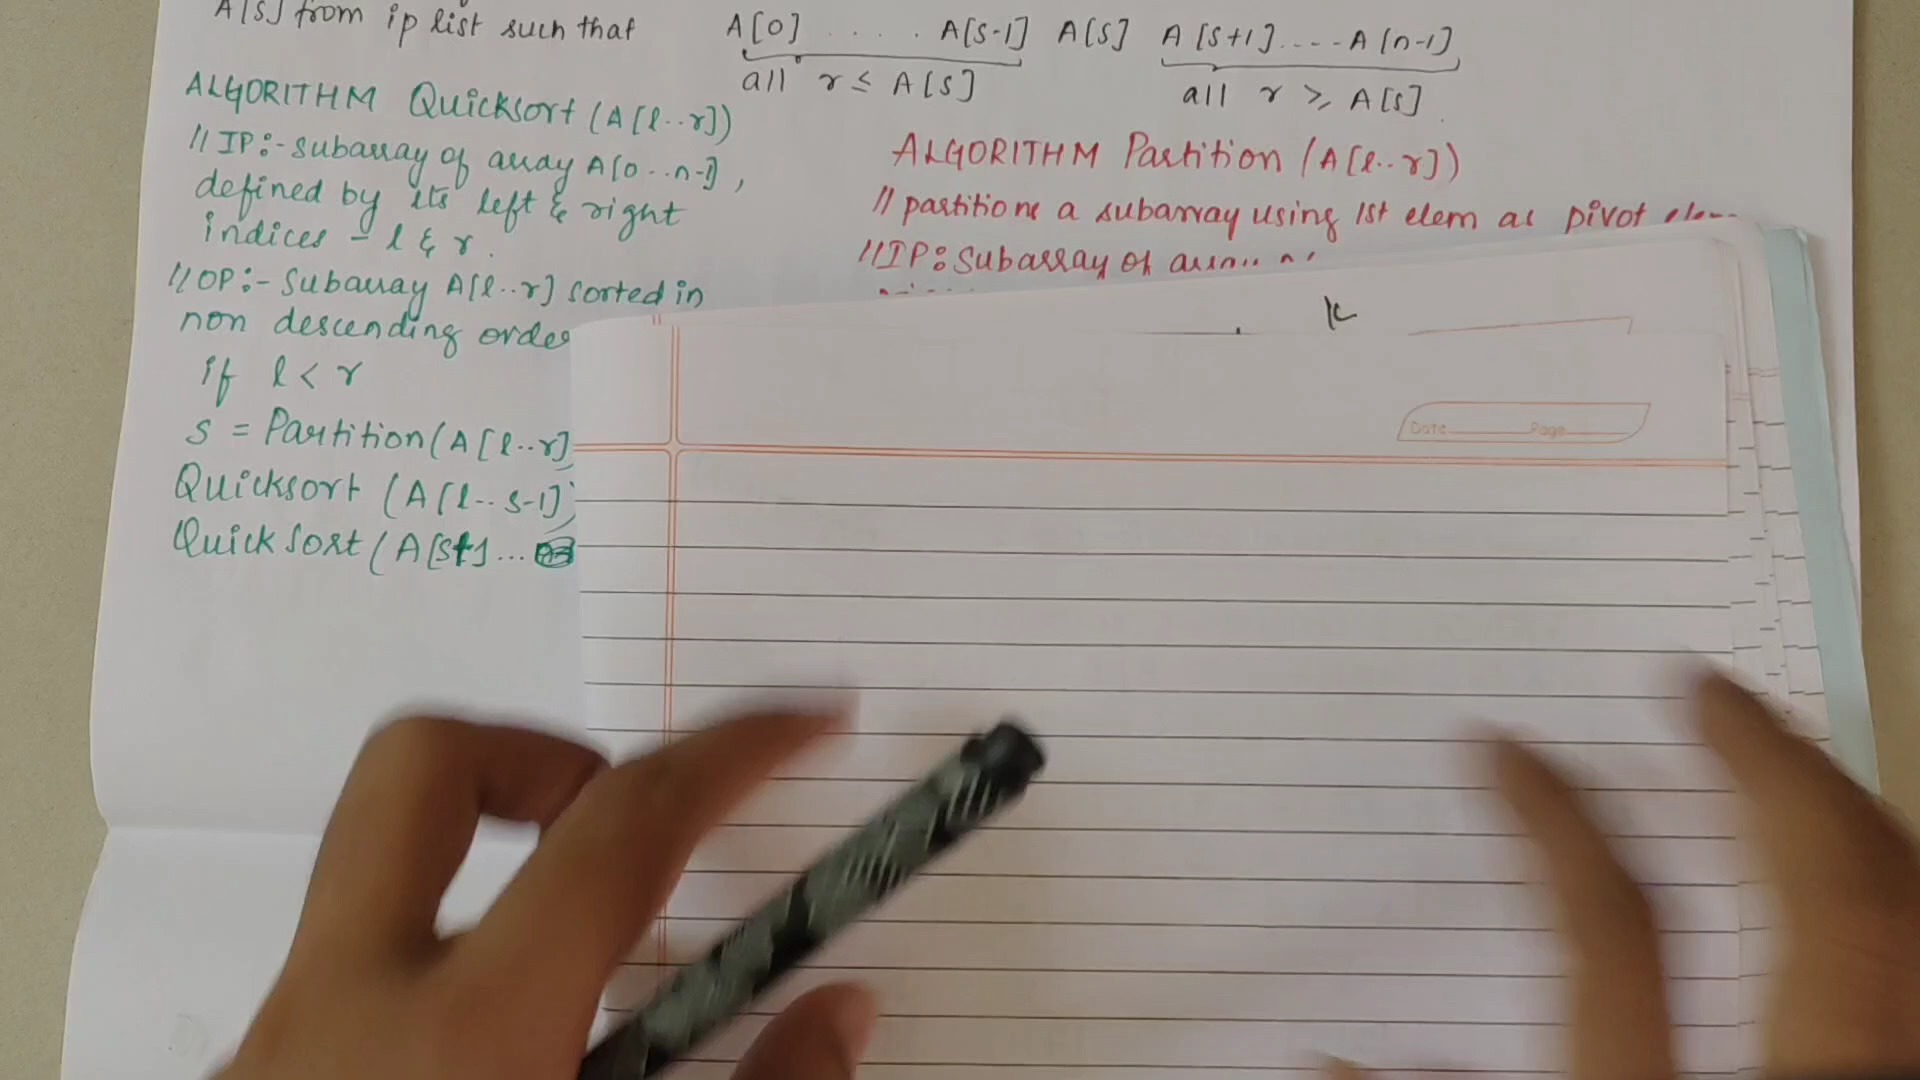 A[s] from ip list such that
A[0] . . . . A[s-1] A[s] A[s+1]....A[n-1]
all r ≤ A[s]
all r ≥ A[s]
ALGORITHM Quicksort (A[l..r])
//IP:-subarray of array A[0..n-1],
defined by its left & right
indices - l & r.
//OP:- Subarray A[l..r] sorted in
non descending order
if l < r
s = Partition(A[l..r]
Quicksort (A[l..s-1]
QuickSort (A[s+1...
ALGORITHM Partition (A[l..r])
// partitions a subarray using 1st elem as pivot
//IP: Subarray of
Date Page